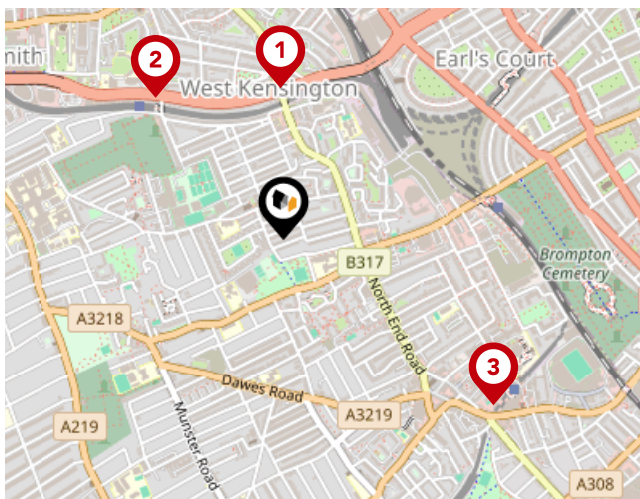 1
2
mith
West Kensington
Earl's Court
B317
Brompton
Cemetery
A3218
North End Road
3
Dawes Road
A3219
A219
Munster Road
A308